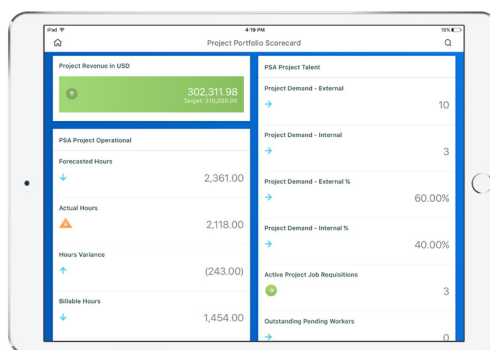 iPad
4:19 PM
19%
Project Portfolio Scorecard
Project Revenue in USD
302,311.98
Target: 310,000.00
PSA Project Operational
Forecasted Hours
2,361.00
Actual Hours
2,118.00
Hours Variance
(243.00)
Billable Hours
1,454.00
PSA Project Talent
Project Demand - External
10
Project Demand - Internal
3
Project Demand - External %
60.00%
Project Demand - Internal %
40.00%
Active Project Job Requisitions
3
Outstanding Pending Workers
0